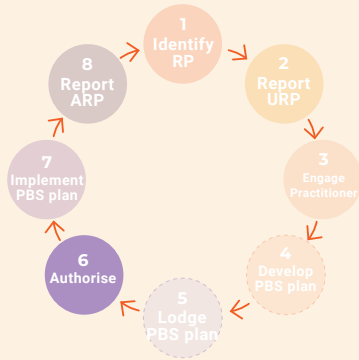 1
Identify
RP
2
Report
URP
3
Engage
Practitioner
4
Develop
PBS plan
5
Lodge
PBS plan
6
Authorise
7
Implement
PBS plan
8
Report
ARP